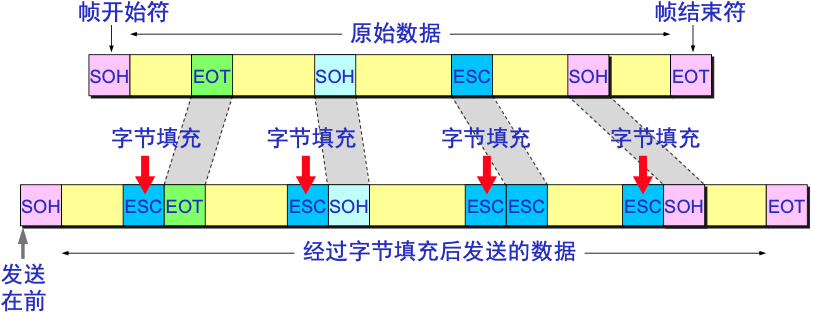 帧开始符
帧结束符
原始数据
SOH EOT SOH ESC SOH EOT
字节填充 字节填充 字节填充 字节填充
SOH ESC EOT ESC SOH ESC ESC ESC SOH EOT
经过字节填充后发送的数据
发送
在前